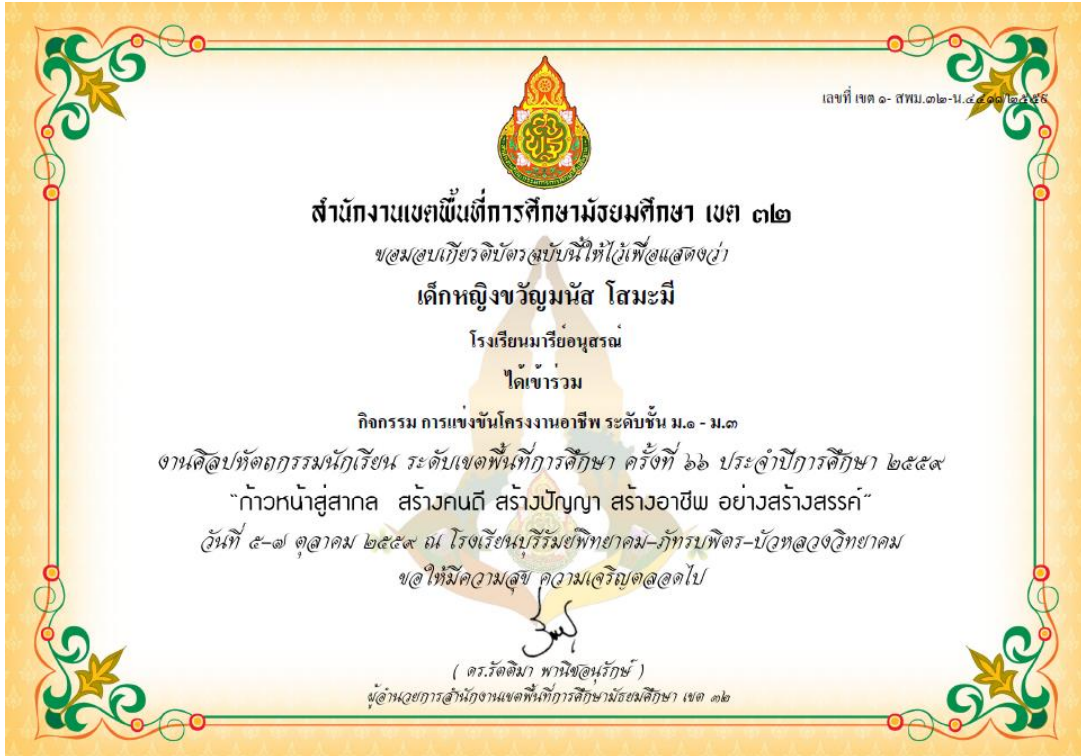 เลขที่ เขต ๑- สพม.๓๒-น.๔๕๑๑/๒๕๕๙
สำนักงานเขตพื้นที่การศึกษามัธยมศึกษา เขต ๓๒
ขอมอบเกียรติบัตรฉบับนี้ให้ไว้เพื่อแสดงว่า
เด็กหญิงขวัญมนัส โสมะมี
โรงเรียนมารีย์อนุสรณ์
ได้เข้าร่วม
กิจกรรม การแข่งขันโครงงานอาชีพ ระดับชั้น ม.๑ - ม.๓
งานศิลปหัตถกรรมนักเรียน ระดับเขตพื้นที่การศึกษา ครั้งที่ ๖๖ ประจำปีการศึกษา ๒๕๕๙
“ก้าวหน้าสู่สากล สร้างคนดี สร้างปัญญา สร้างอาชีพ อย่างสร้างสรรค์”
วันที่ ๕-๗ ตุลาคม ๒๕๕๙ ณ โรงเรียนบุรีรัมย์พิทยาคม-ภัทรบพิตร-บัวหลวงวิทยาคม
ขอให้มีความสุข ความเจริญตลอดไป
( ดร.รัตติมา พานิชอนุรักษ์ )
ผู้อำนวยการสำนักงานเขตพื้นที่การศึกษามัธยมศึกษา เขต ๓๒